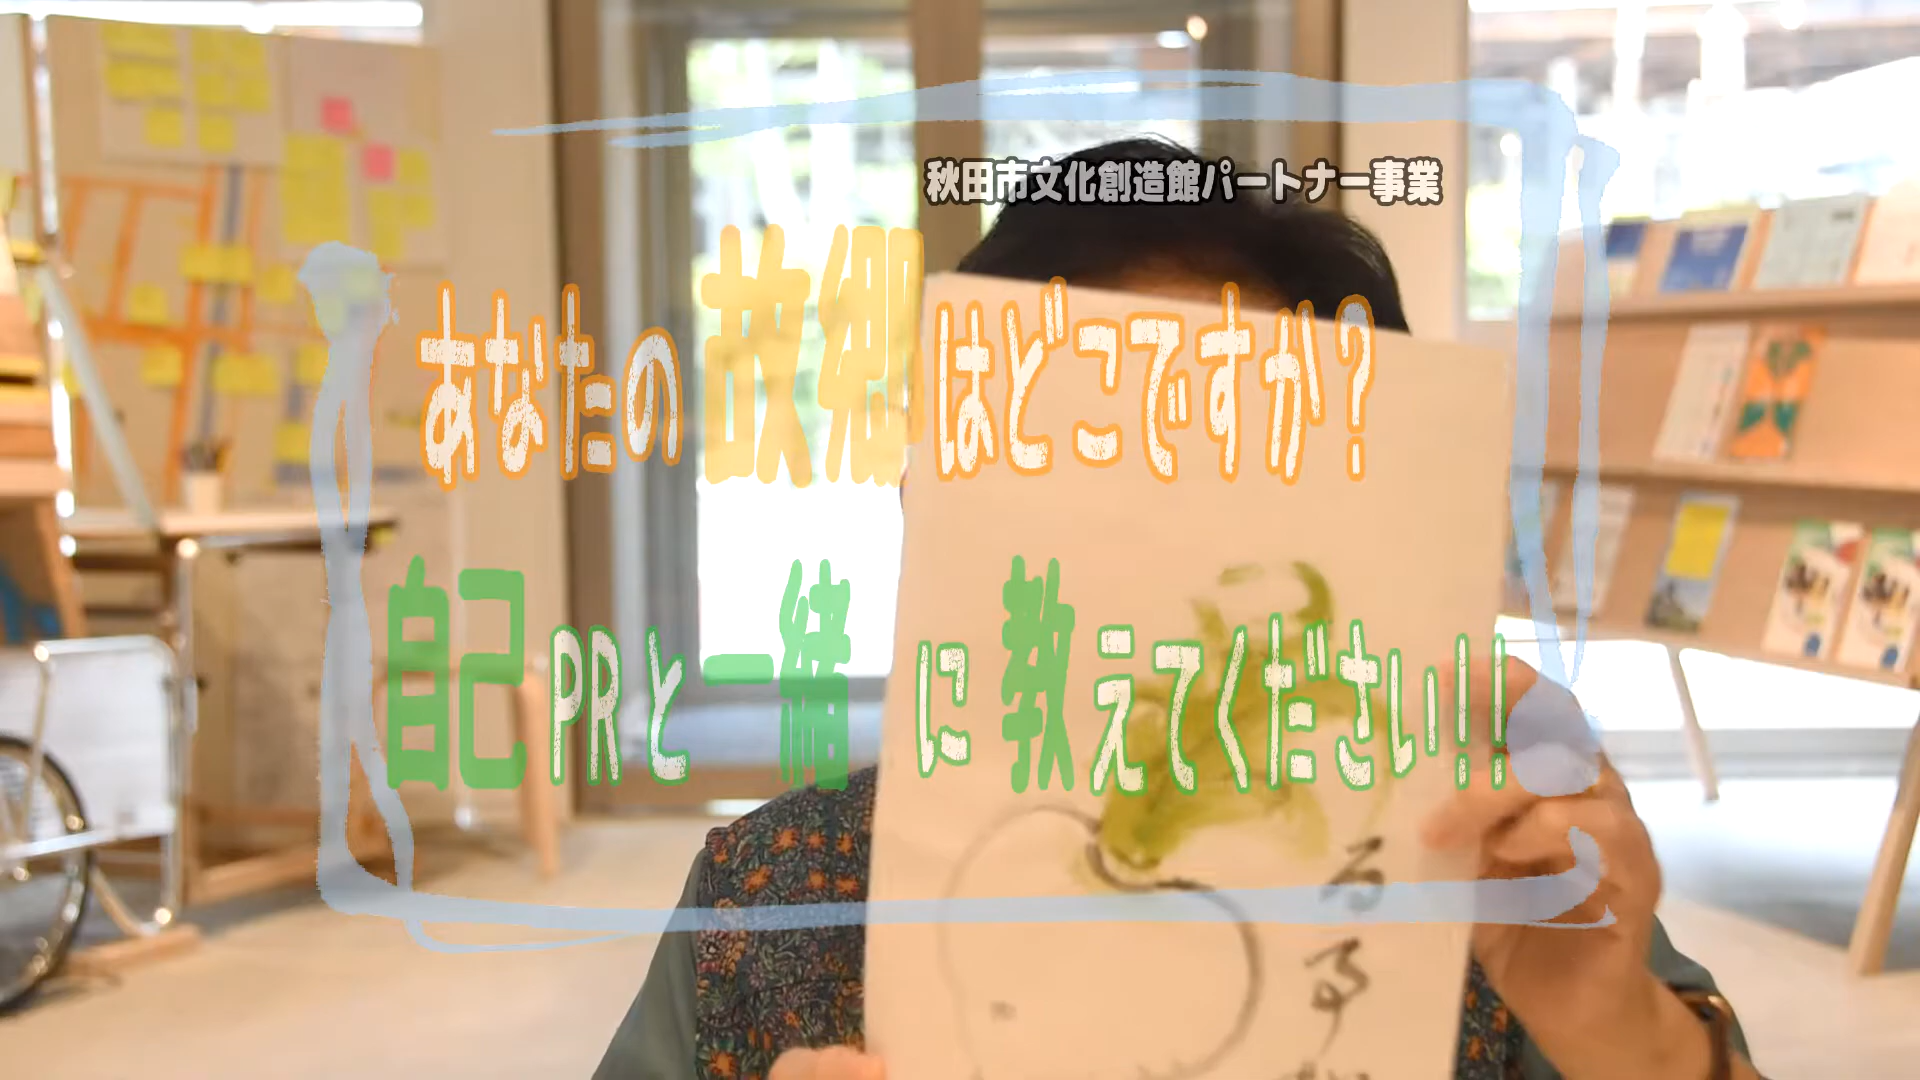 秋田市文化創造館パートナー事業
あなたの故郷はどこですか?
自己PRと一緒に教えてください!!
る